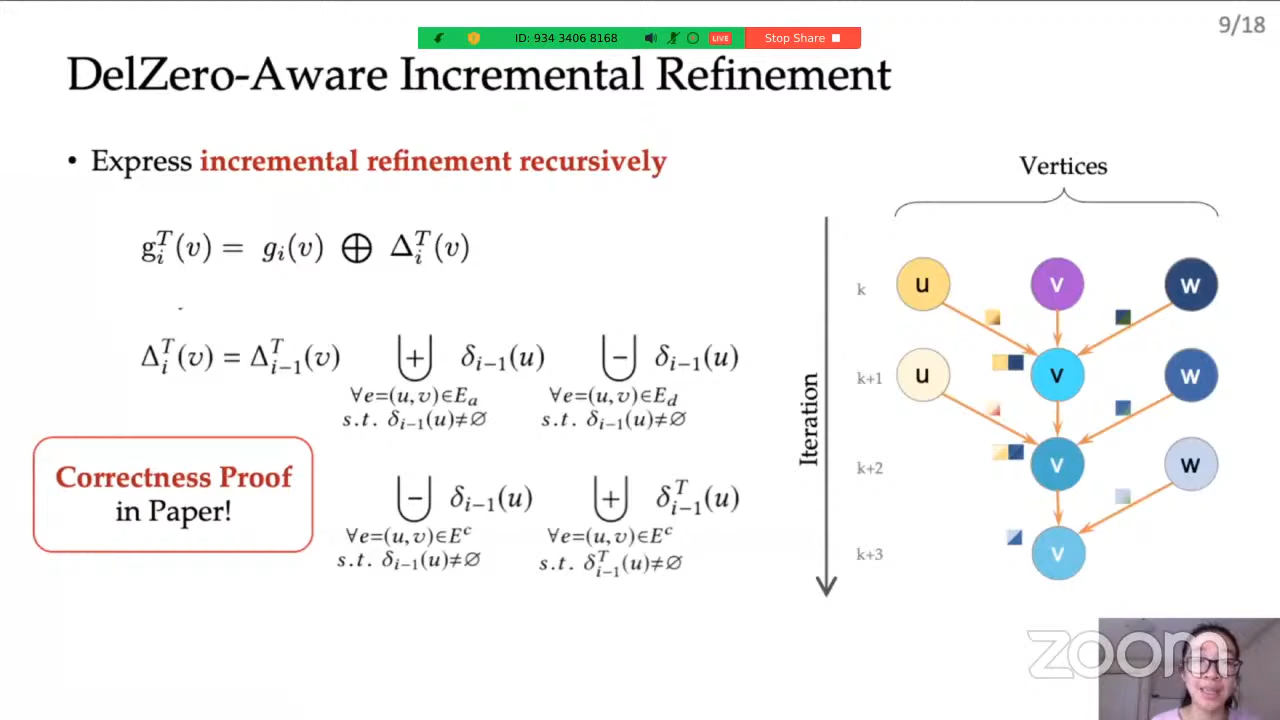 9/18
ID: 934 3406 8168
LIVE
Stop Share
DelZero-Aware Incremental Refinement
• Express incremental refinement recursively
g_i^T(v) = g_i(v) ⊕ Δ_i^T(v)
Δ_i^T(v) = Δ_{i−1}^T(v) ⊎ δ_{i−1}(u) ⨃− δ_{i−1}(u)
∀e=(u,v)∈E_a ∀e=(u,v)∈E_d
s.t. δ_{i−1}(u)≠∅ s.t. δ_{i−1}(u)≠∅
⨃− δ_{i−1}(u) ⊎ δ_{i−1}^T(u)
∀e=(u,v)∈E^c ∀e=(u,v)∈E^c
s.t. δ_{i−1}(u)≠∅ s.t. δ_{i−1}^T(u)≠∅
Correctness Proof
in Paper!
Vertices
Iteration
k u v w
k+1 u v w
k+2 v w
k+3 v
zoom